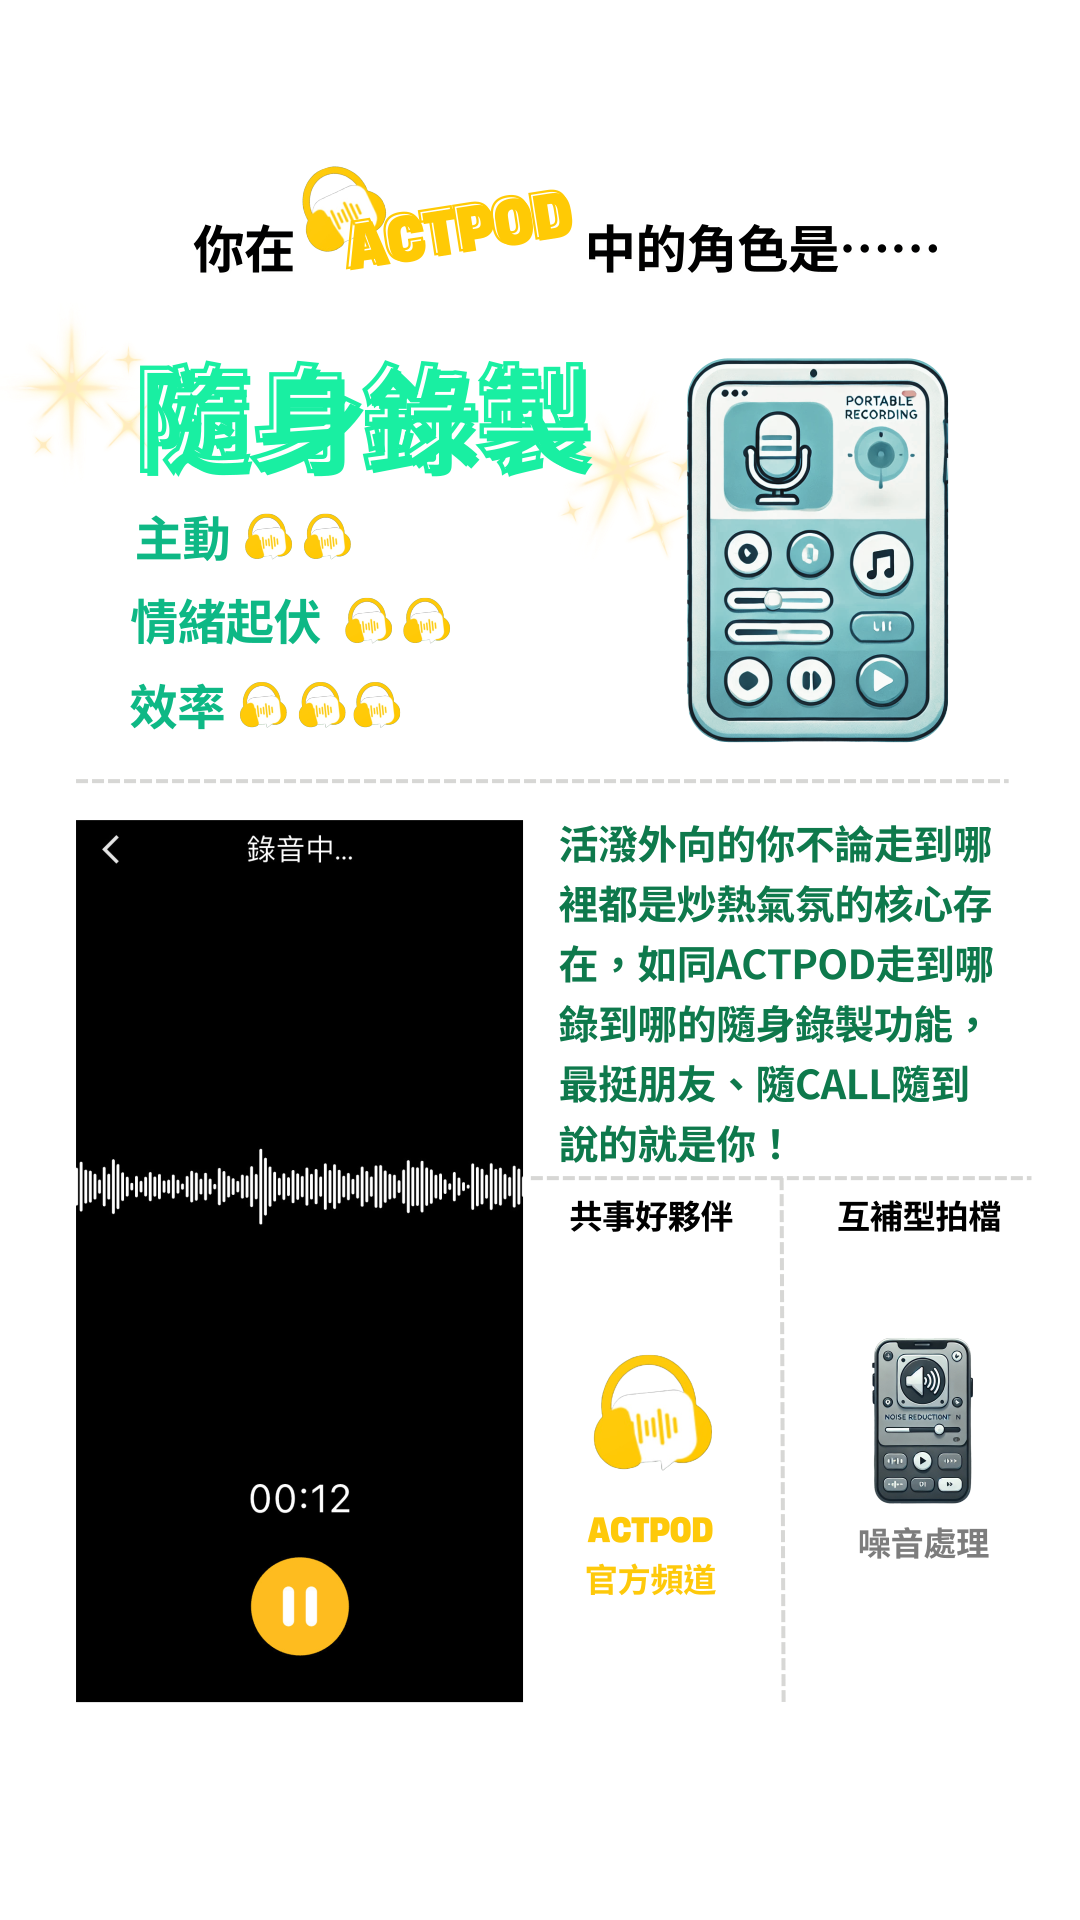 你在 ACTPOD 中的角色是……
隨身錄製
PORTABLE
RECORDING
主動
情緒起伏
效率
錄音中...
00:12
活潑外向的你不論走到哪
裡都是炒熱氣氛的核心存
在，如同ACTPOD走到哪
錄到哪的隨身錄製功能，
最挺朋友、隨CALL隨到
說的就是你！
共事好夥伴
ACTPOD
官方頻道
互補型拍檔
NOISE REDUCTION
噪音處理